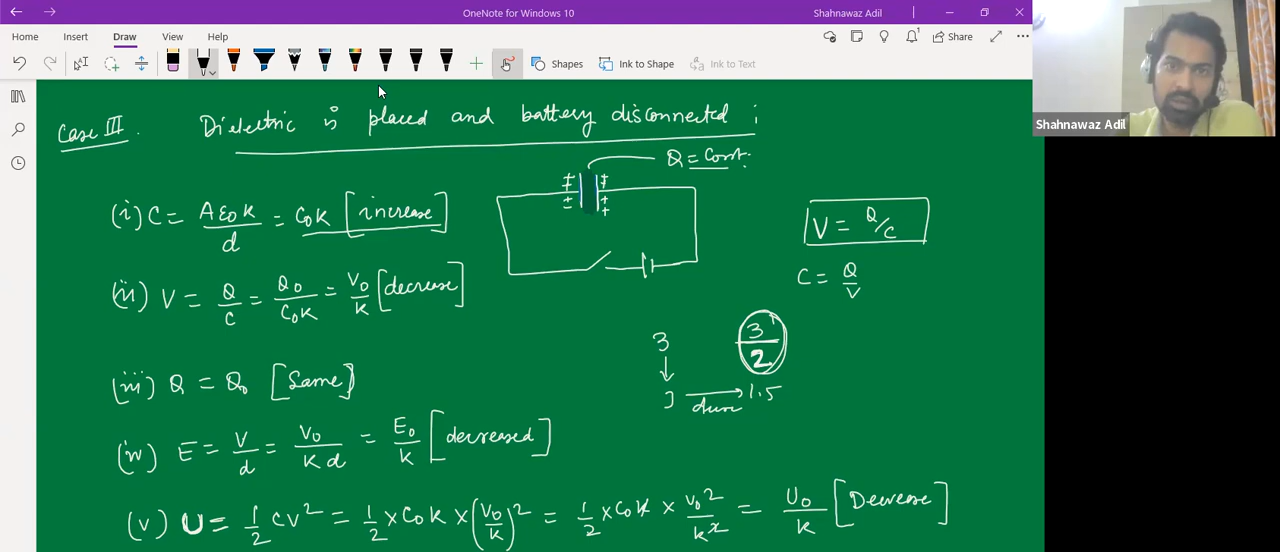 OneNote for Windows 10
Shahnawaz Adil
Home Insert Draw View Help
Share
Shapes Ink to Shape Ink to Text
Shahnawaz Adil
Case III. Dielectric is placed and battery disconnected ;
Q = Const.
(i) C = Aε₀k/d = C₀k [increase]
V = Q/C
C = Q/V
(ii) V = Q/C = Q₀/C₀k = V₀/k [decrease]
3
3/2
1.5
(iii) Q = Q₀ [Same]
(iv) E = V/d = V₀/kd = E₀/k [decreased]
(v) U = 1/2 CV² = 1/2 × C₀k × (V₀/k)² = 1/2 × C₀k × V₀²/k² = U₀/k [Decrease]